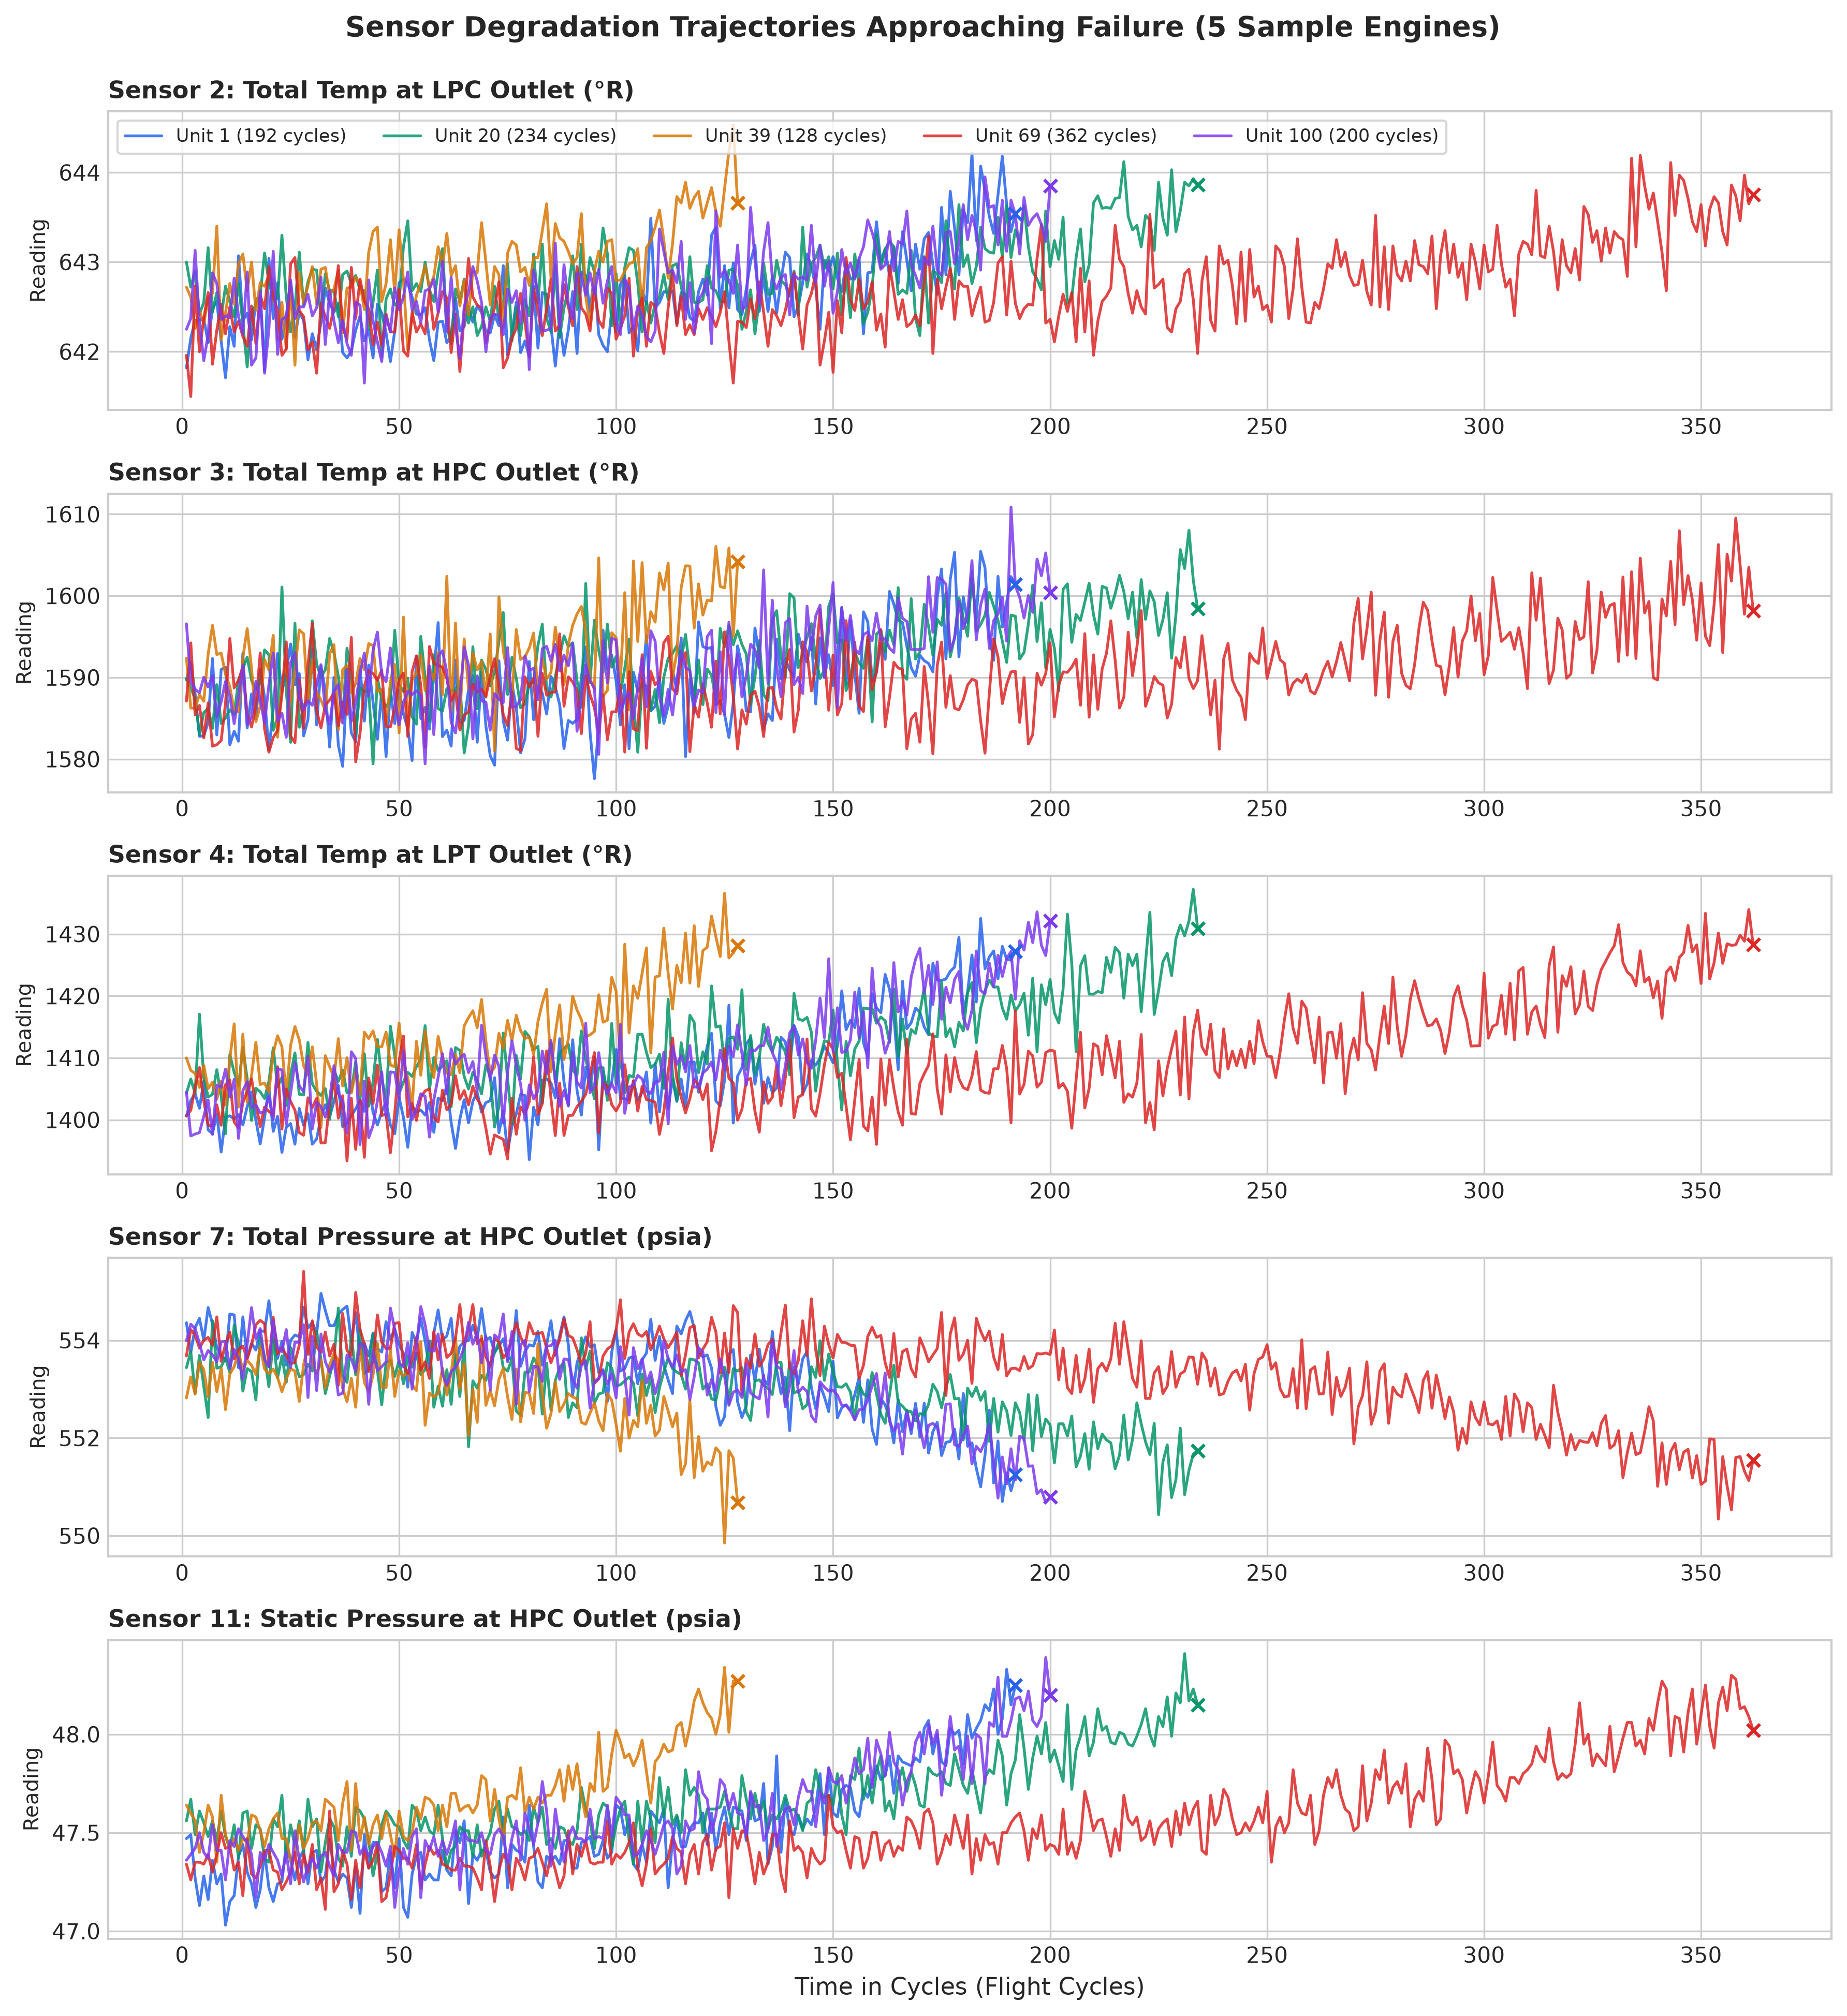 Sensor Degradation Trajectories Approaching Failure (5 Sample Engines)
Sensor 2: Total Temp at LPC Outlet (°R)
Unit 1 (192 cycles) Unit 20 (234 cycles) Unit 39 (128 cycles) Unit 69 (362 cycles) Unit 100 (200 cycles)
644
643
642
Reading
0 50 100 150 200 250 300 350
Sensor 3: Total Temp at HPC Outlet (°R)
1610
1600
1590
1580
Reading
0 50 100 150 200 250 300 350
Sensor 4: Total Temp at LPT Outlet (°R)
1430
1420
1410
1400
Reading
0 50 100 150 200 250 300 350
Sensor 7: Total Pressure at HPC Outlet (psia)
554
552
550
Reading
0 50 100 150 200 250 300 350
Sensor 11: Static Pressure at HPC Outlet (psia)
48.0
47.5
47.0
Reading
0 50 100 150 200 250 300 350
Time in Cycles (Flight Cycles)